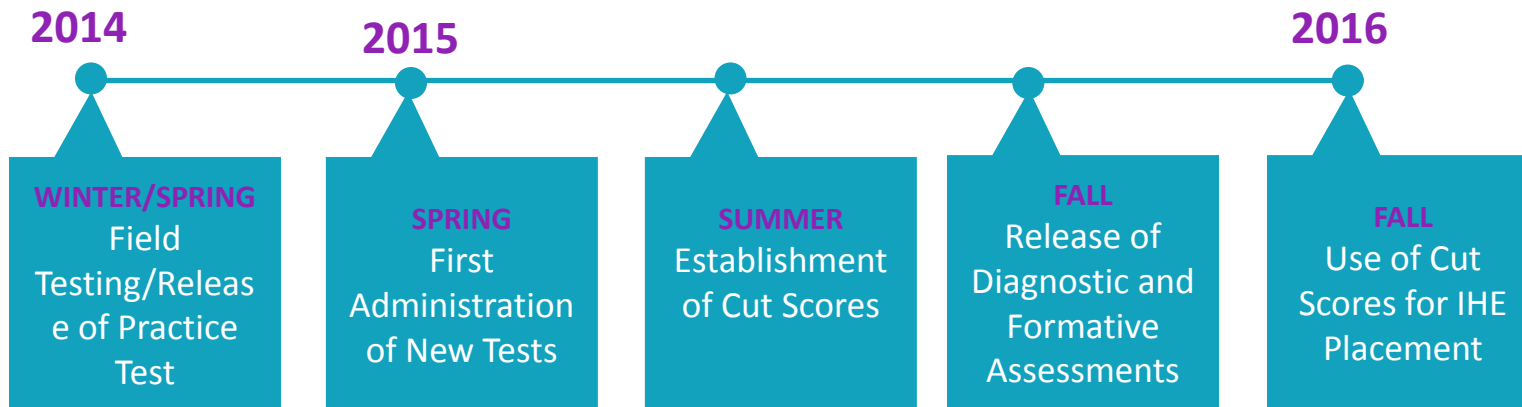 2014
2015
2016
WINTER/SPRING
Field
Testing/Releas
e of Practice
Test
SPRING
First
Administration
of New Tests
SUMMER
Establishment
of Cut Scores
FALL
Release of
Diagnostic and
Formative
Assessments
FALL
Use of Cut
Scores for IHE
Placement